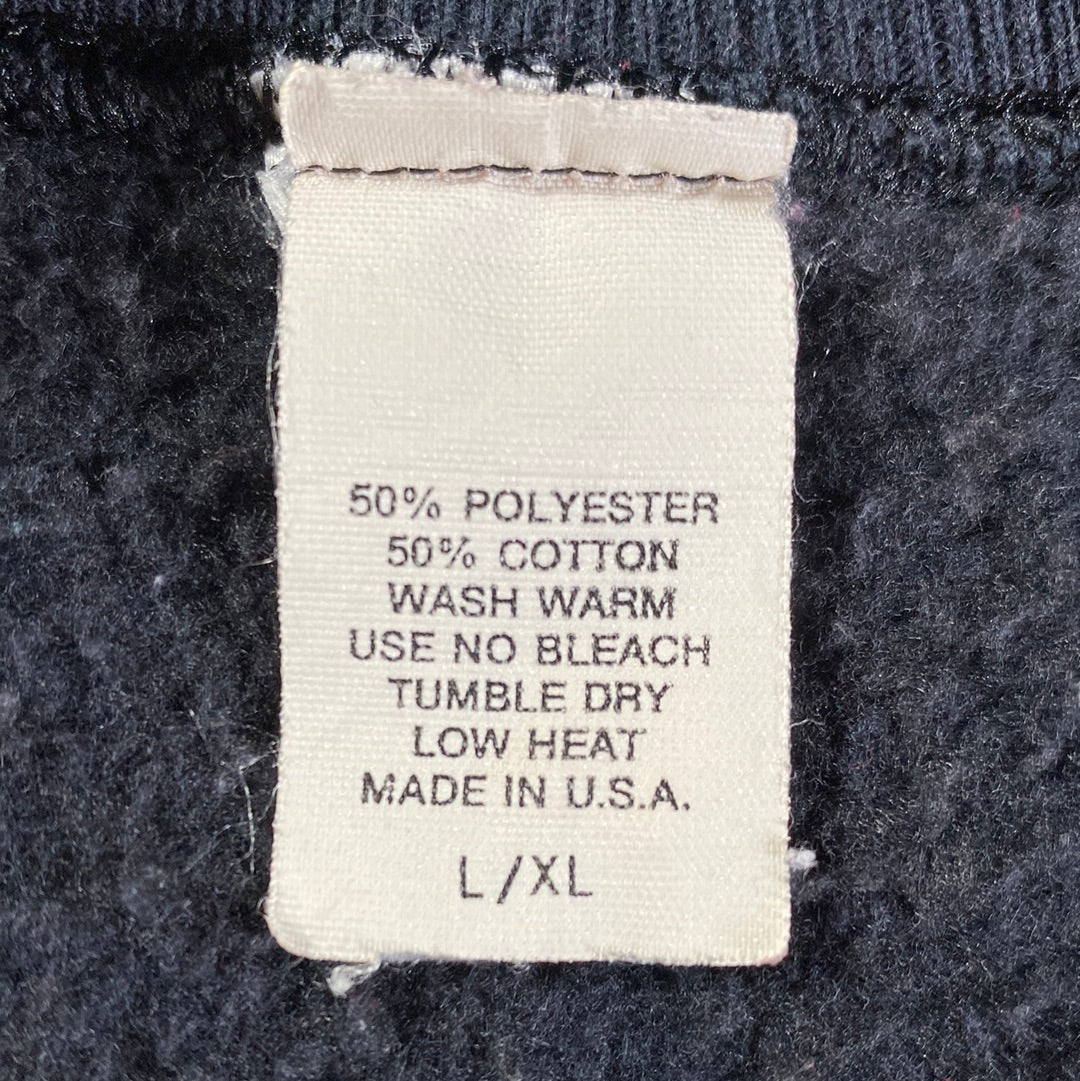 50% POLYESTER
50% COTTON
WASH WARM
USE NO BLEACH
TUMBLE DRY
LOW HEAT
MADE IN U.S.A.
L/XL